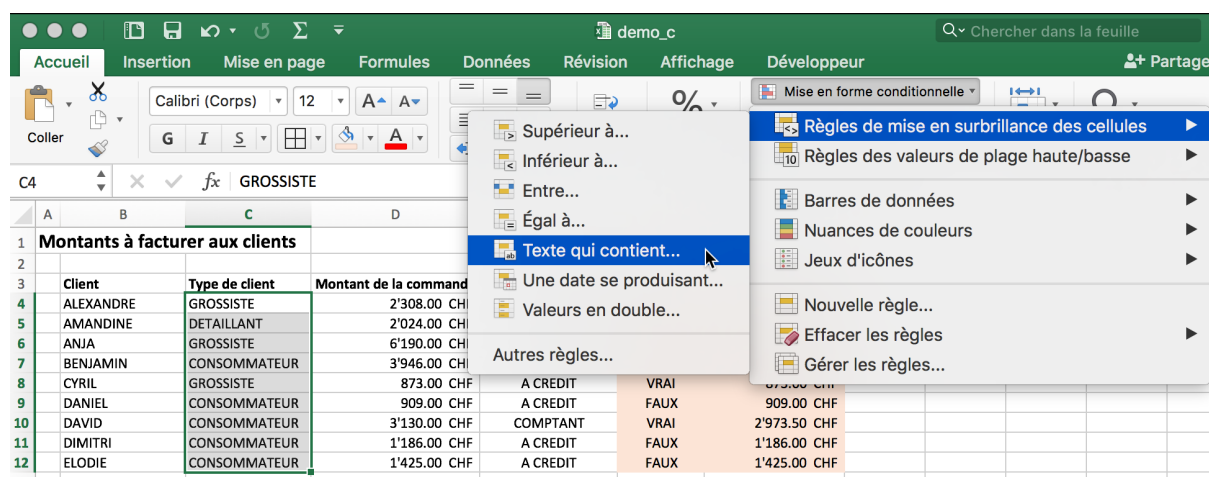 demo_c
Chercher dans la feuille
Accueil Insertion Mise en page Formules Données Révision Affichage Développeur Partage
Coller
Calibri (Corps) 12 A A
G I S A
%
Mise en forme conditionnelle
Règles de mise en surbrillance des cellules
Règles des valeurs de plage haute/basse
Barres de données
Nuances de couleurs
Jeux d'icônes
Nouvelle règle...
Effacer les règles
Gérer les règles...
Supérieur à...
Inférieur à...
Entre...
Égal à...
Texte qui contient...
Une date se produisant...
Valeurs en double...
Autres règles...
C4 fx GROSSISTE
A B C D
1 Montants à facturer aux clients
2
3 Client Type de client Montant de la command
4 ALEXANDRE GROSSISTE 2'308.00 CH
5 AMANDINE DETAILLANT 2'024.00 CH
6 ANJA GROSSISTE 6'190.00 CH
7 BENJAMIN CONSOMMATEUR 3'946.00 CH
8 CYRIL GROSSISTE 873.00 CHF A CREDIT VRAI 873.00 CHF
9 DANIEL CONSOMMATEUR 909.00 CHF A CREDIT FAUX 909.00 CHF
10 DAVID CONSOMMATEUR 3'130.00 CHF COMPTANT VRAI 2'973.50 CHF
11 DIMITRI CONSOMMATEUR 1'186.00 CHF A CREDIT FAUX 1'186.00 CHF
12 ELODIE CONSOMMATEUR 1'425.00 CHF A CREDIT FAUX 1'425.00 CHF